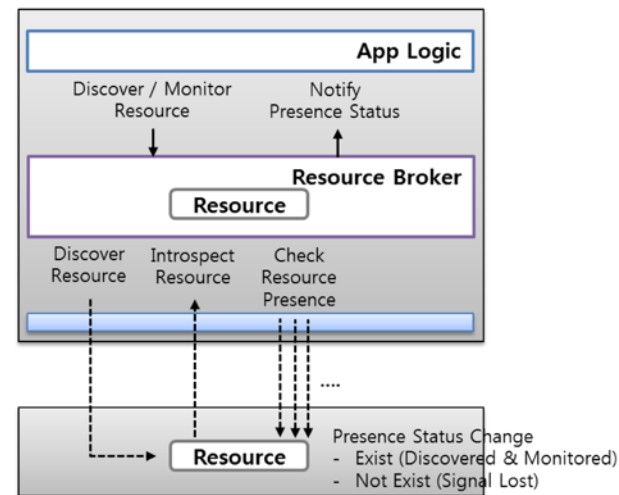 App Logic
Discover / Monitor
Resource
Notify
Presence Status
Resource Broker
Resource
Discover
Resource
Introspect
Resource
Check
Resource
Presence
....
Resource
Presence Status Change
- Exist (Discovered & Monitored)
- Not Exist (Signal Lost)